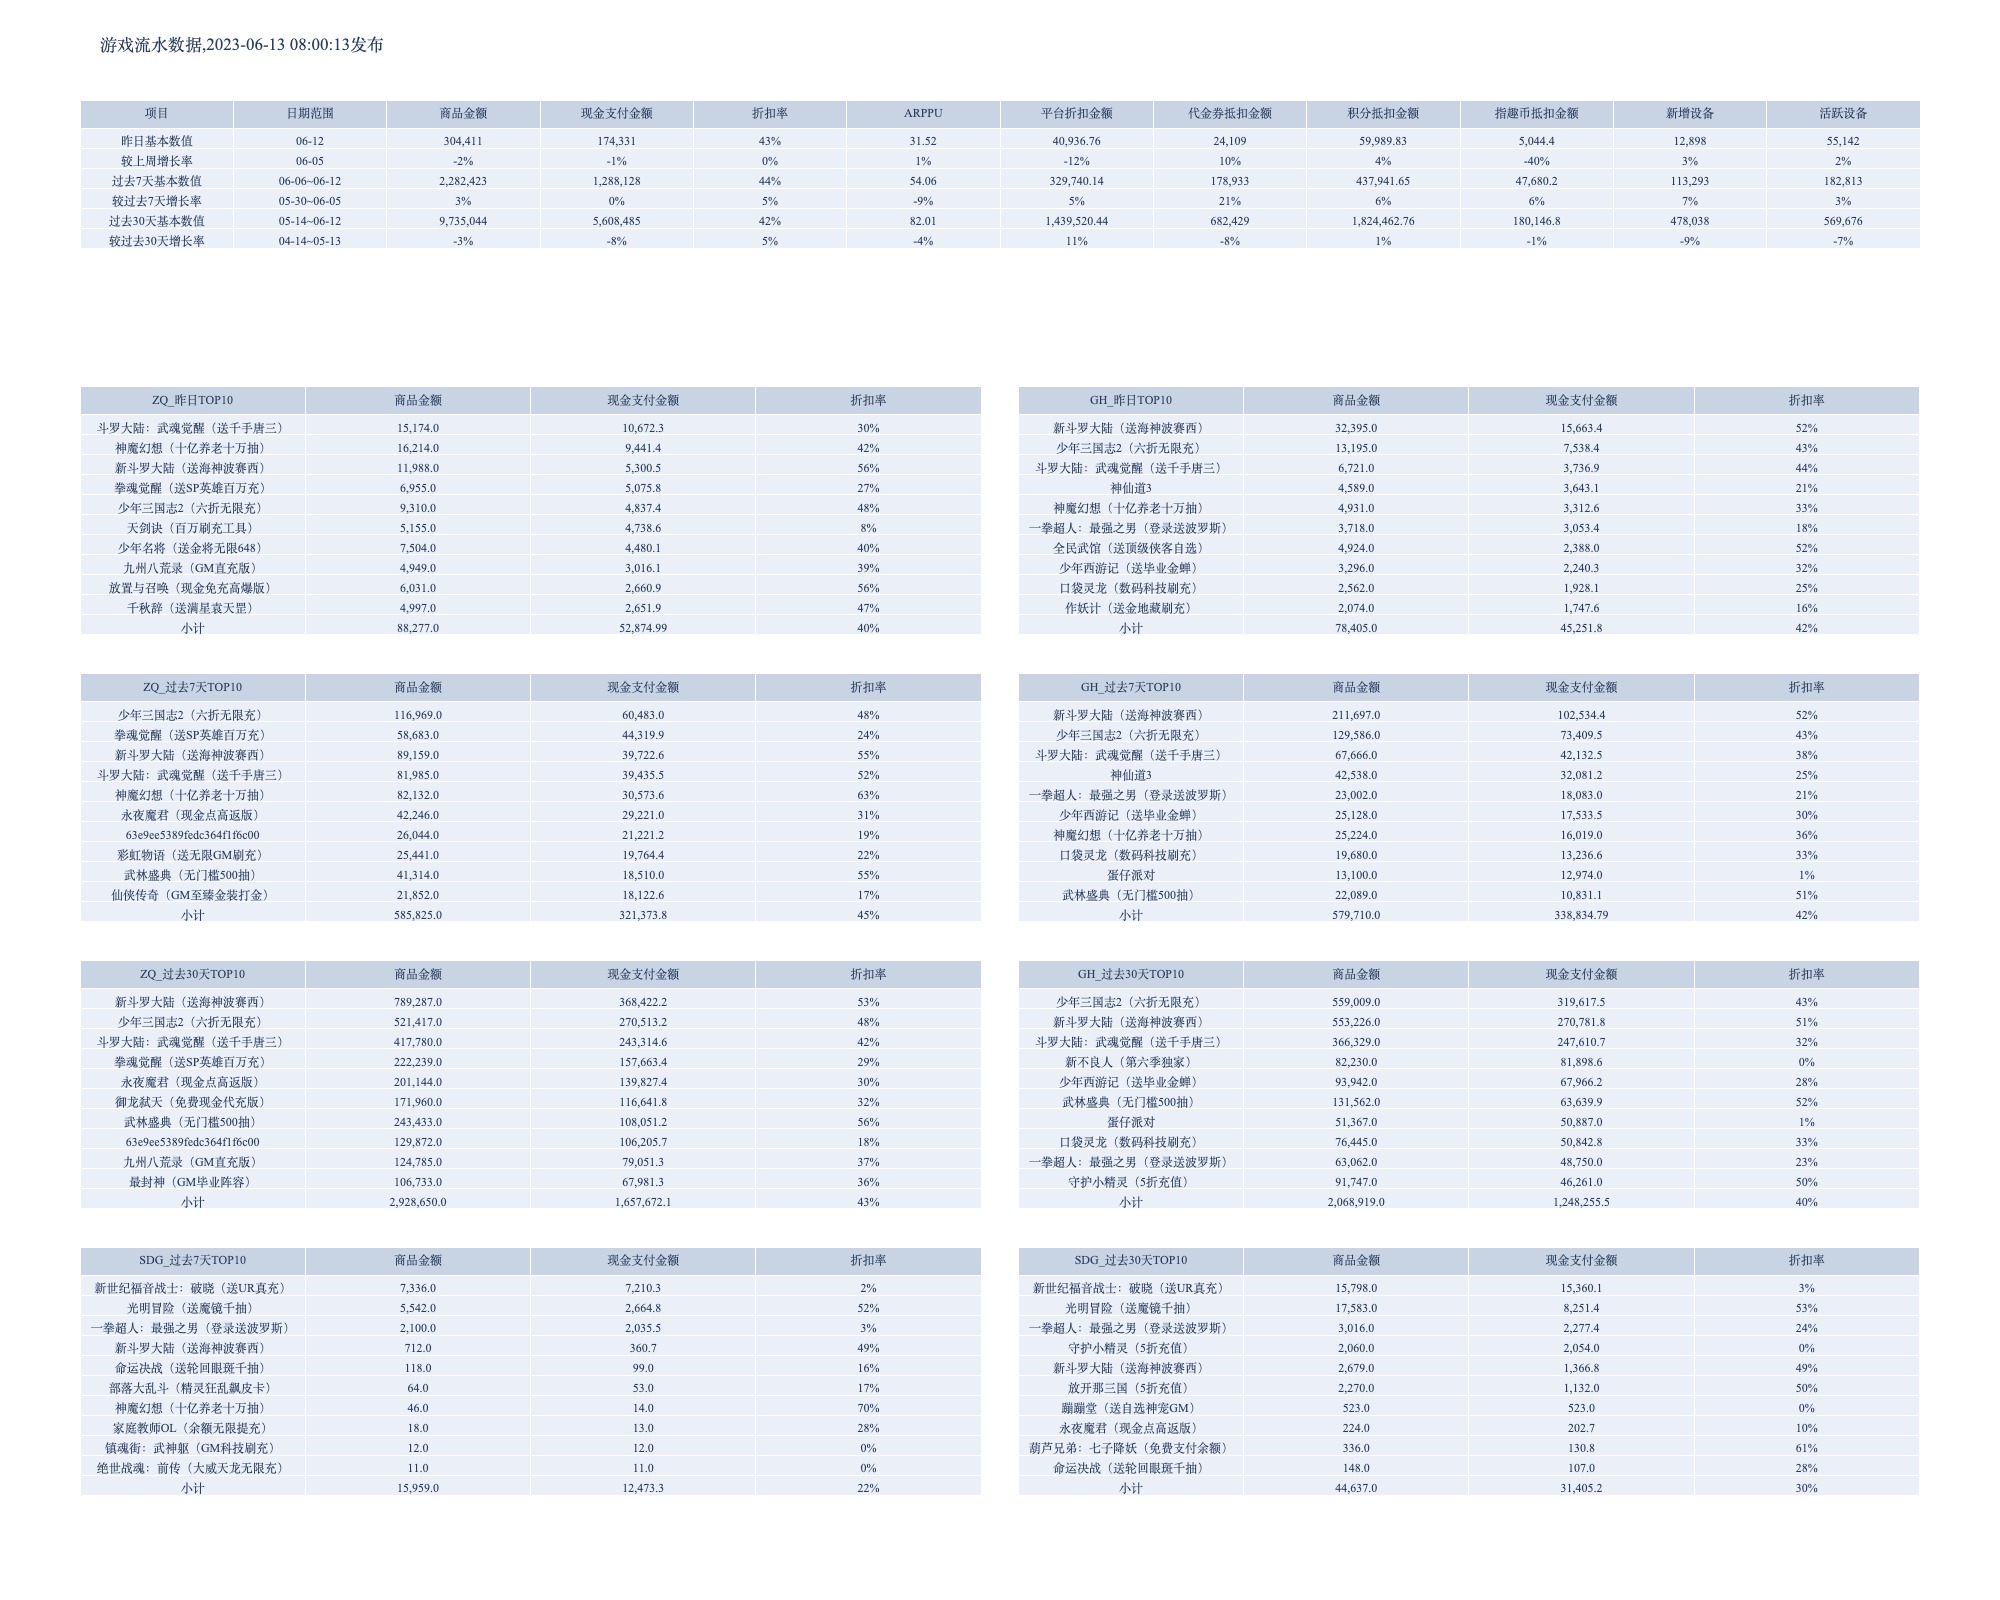 游戏流水数据,2023-06-13 08:00:13发布
项目 日期范围 商品金额 现金支付金额 折扣率 ARPPU 平台折扣金额 代金券抵扣金额 积分抵扣金额 指趣币抵扣金额 新增设备 活跃设备
昨日基本数值 06-12 304,411 174,331 43% 31.52 40,936.76 24,109 59,989.83 5,044.4 12,898 55,142
较上周增长率 06-05 -2% -1% 0% 1% -12% 10% 4% -40% 3% 2%
过去7天基本数值 06-06~06-12 2,282,423 1,288,128 44% 54.06 329,740.14 178,933 437,941.65 47,680.2 113,293 182,813
较过去7天增长率 05-30~06-05 3% 0% 5% -9% 5% 21% 6% 6% 7% 3%
过去30天基本数值 05-14~06-12 9,735,044 5,608,485 42% 82.01 1,439,520.44 682,429 1,824,462.76 180,146.8 478,038 569,676
较过去30天增长率 04-14~05-13 -3% -8% 5% -4% 11% -8% 1% -1% -9% -7%
ZQ_昨日TOP10 商品金额 现金支付金额 折扣率
斗罗大陆：武魂觉醒（送千手唐三） 15,174.0 10,672.3 30%
神魔幻想（十亿养老十万抽） 16,214.0 9,441.4 42%
新斗罗大陆（送海神波赛西） 11,988.0 5,300.5 56%
拳魂觉醒（送SP英雄百万充） 6,955.0 5,075.8 27%
少年三国志2（六折无限充） 9,310.0 4,837.4 48%
天剑诀（百万刷充工具） 5,155.0 4,738.6 8%
少年名将（送金将无限648） 7,504.0 4,480.1 40%
九州八荒录（GM直充版） 4,949.0 3,016.1 39%
放置与召唤（现金免充高爆版） 6,031.0 2,660.9 56%
千秋辞（送满星袁天罡） 4,997.0 2,651.9 47%
小计 88,277.0 52,874.99 40%
GH_昨日TOP10 商品金额 现金支付金额 折扣率
新斗罗大陆（送海神波赛西） 32,395.0 15,663.4 52%
少年三国志2（六折无限充） 13,195.0 7,538.4 43%
斗罗大陆：武魂觉醒（送千手唐三） 6,721.0 3,736.9 44%
神仙道3 4,589.0 3,643.1 21%
神魔幻想（十亿养老十万抽） 4,931.0 3,312.6 33%
一拳超人：最强之男（登录送波罗斯） 3,718.0 3,053.4 18%
全民武馆（送顶级侠客自选） 4,924.0 2,388.0 52%
少年西游记（送毕业金蝉） 3,296.0 2,240.3 32%
口袋灵龙（数码科技刷充） 2,562.0 1,928.1 25%
作妖计（送金地藏刷充） 2,074.0 1,747.6 16%
小计 78,405.0 45,251.8 42%
ZQ_过去7天TOP10 商品金额 现金支付金额 折扣率
少年三国志2（六折无限充） 116,969.0 60,483.0 48%
拳魂觉醒（送SP英雄百万充） 58,683.0 44,319.9 24%
新斗罗大陆（送海神波赛西） 89,159.0 39,722.6 55%
斗罗大陆：武魂觉醒（送千手唐三） 81,985.0 39,435.5 52%
神魔幻想（十亿养老十万抽） 82,132.0 30,573.6 63%
永夜魔君（现金点高返版） 42,246.0 29,221.0 31%
63e9ee5389fedc364f1f6c00 26,044.0 21,221.2 19%
彩虹物语（送无限GM刷充） 25,441.0 19,764.4 22%
武林盛典（无门槛500抽） 41,314.0 18,510.0 55%
仙侠传奇（GM至臻金装打金） 21,852.0 18,122.6 17%
小计 585,825.0 321,373.8 45%
GH_过去7天TOP10 商品金额 现金支付金额 折扣率
新斗罗大陆（送海神波赛西） 211,697.0 102,534.4 52%
少年三国志2（六折无限充） 129,586.0 73,409.5 43%
斗罗大陆：武魂觉醒（送千手唐三） 67,666.0 42,132.5 38%
神仙道3 42,538.0 32,081.2 25%
一拳超人：最强之男（登录送波罗斯） 23,002.0 18,083.0 21%
少年西游记（送毕业金蝉） 25,128.0 17,533.5 30%
神魔幻想（十亿养老十万抽） 25,224.0 16,019.0 36%
口袋灵龙（数码科技刷充） 19,680.0 13,236.6 33%
蛋仔派对 13,100.0 12,974.0 1%
武林盛典（无门槛500抽） 22,089.0 10,831.1 51%
小计 579,710.0 338,834.79 42%
ZQ_过去30天TOP10 商品金额 现金支付金额 折扣率
新斗罗大陆（送海神波赛西） 789,287.0 368,422.2 53%
少年三国志2（六折无限充） 521,417.0 270,513.2 48%
斗罗大陆：武魂觉醒（送千手唐三） 417,780.0 243,314.6 42%
拳魂觉醒（送SP英雄百万充） 222,239.0 157,663.4 29%
永夜魔君（现金点高返版） 201,144.0 139,827.4 30%
御龙弑天（免费现金代充版） 171,960.0 116,641.8 32%
武林盛典（无门槛500抽） 243,433.0 108,051.2 56%
63e9ee5389fedc364f1f6c00 129,872.0 106,205.7 18%
九州八荒录（GM直充版） 124,785.0 79,051.3 37%
最封神（GM毕业阵容） 106,733.0 67,981.3 36%
小计 2,928,650.0 1,657,672.1 43%
GH_过去30天TOP10 商品金额 现金支付金额 折扣率
少年三国志2（六折无限充） 559,009.0 319,617.5 43%
新斗罗大陆（送海神波赛西） 553,226.0 270,781.8 51%
斗罗大陆：武魂觉醒（送千手唐三） 366,329.0 247,610.7 32%
新不良人（第六季独家） 82,230.0 81,898.6 0%
少年西游记（送毕业金蝉） 93,942.0 67,966.2 28%
武林盛典（无门槛500抽） 131,562.0 63,639.9 52%
蛋仔派对 51,367.0 50,887.0 1%
口袋灵龙（数码科技刷充） 76,445.0 50,842.8 33%
一拳超人：最强之男（登录送波罗斯） 63,062.0 48,750.0 23%
守护小精灵（5折充值） 91,747.0 46,261.0 50%
小计 2,068,919.0 1,248,255.5 40%
SDG_过去7天TOP10 商品金额 现金支付金额 折扣率
新世纪福音战士：破晓（送UR真充） 7,336.0 7,210.3 2%
光明冒险（送魔镜千抽） 5,542.0 2,664.8 52%
一拳超人：最强之男（登录送波罗斯） 2,100.0 2,035.5 3%
新斗罗大陆（送海神波赛西） 712.0 360.7 49%
命运决战（送轮回眼斑千抽） 118.0 99.0 16%
部落大乱斗（精灵狂乱飙皮卡） 64.0 53.0 17%
神魔幻想（十亿养老十万抽） 46.0 14.0 70%
家庭教师OL（余额无限提充） 18.0 13.0 28%
镇魂街：武神躯（GM科技刷充） 12.0 12.0 0%
绝世战魂：前传（大威天龙无限充） 11.0 11.0 0%
小计 15,959.0 12,473.3 22%
SDG_过去30天TOP10 商品金额 现金支付金额 折扣率
新世纪福音战士：破晓（送UR真充） 15,798.0 15,360.1 3%
光明冒险（送魔镜千抽） 17,583.0 8,251.4 53%
一拳超人：最强之男（登录送波罗斯） 3,016.0 2,277.4 24%
守护小精灵（5折充值） 2,060.0 2,054.0 0%
新斗罗大陆（送海神波赛西） 2,679.0 1,366.8 49%
放开那三国（5折充值） 2,270.0 1,132.0 50%
蹦蹦堂（送自选神宠GM） 523.0 523.0 0%
永夜魔君（现金点高返版） 224.0 202.7 10%
葫芦兄弟：七子降妖（免费支付余额） 336.0 130.8 61%
命运决战（送轮回眼斑千抽） 148.0 107.0 28%
小计 44,637.0 31,405.2 30%